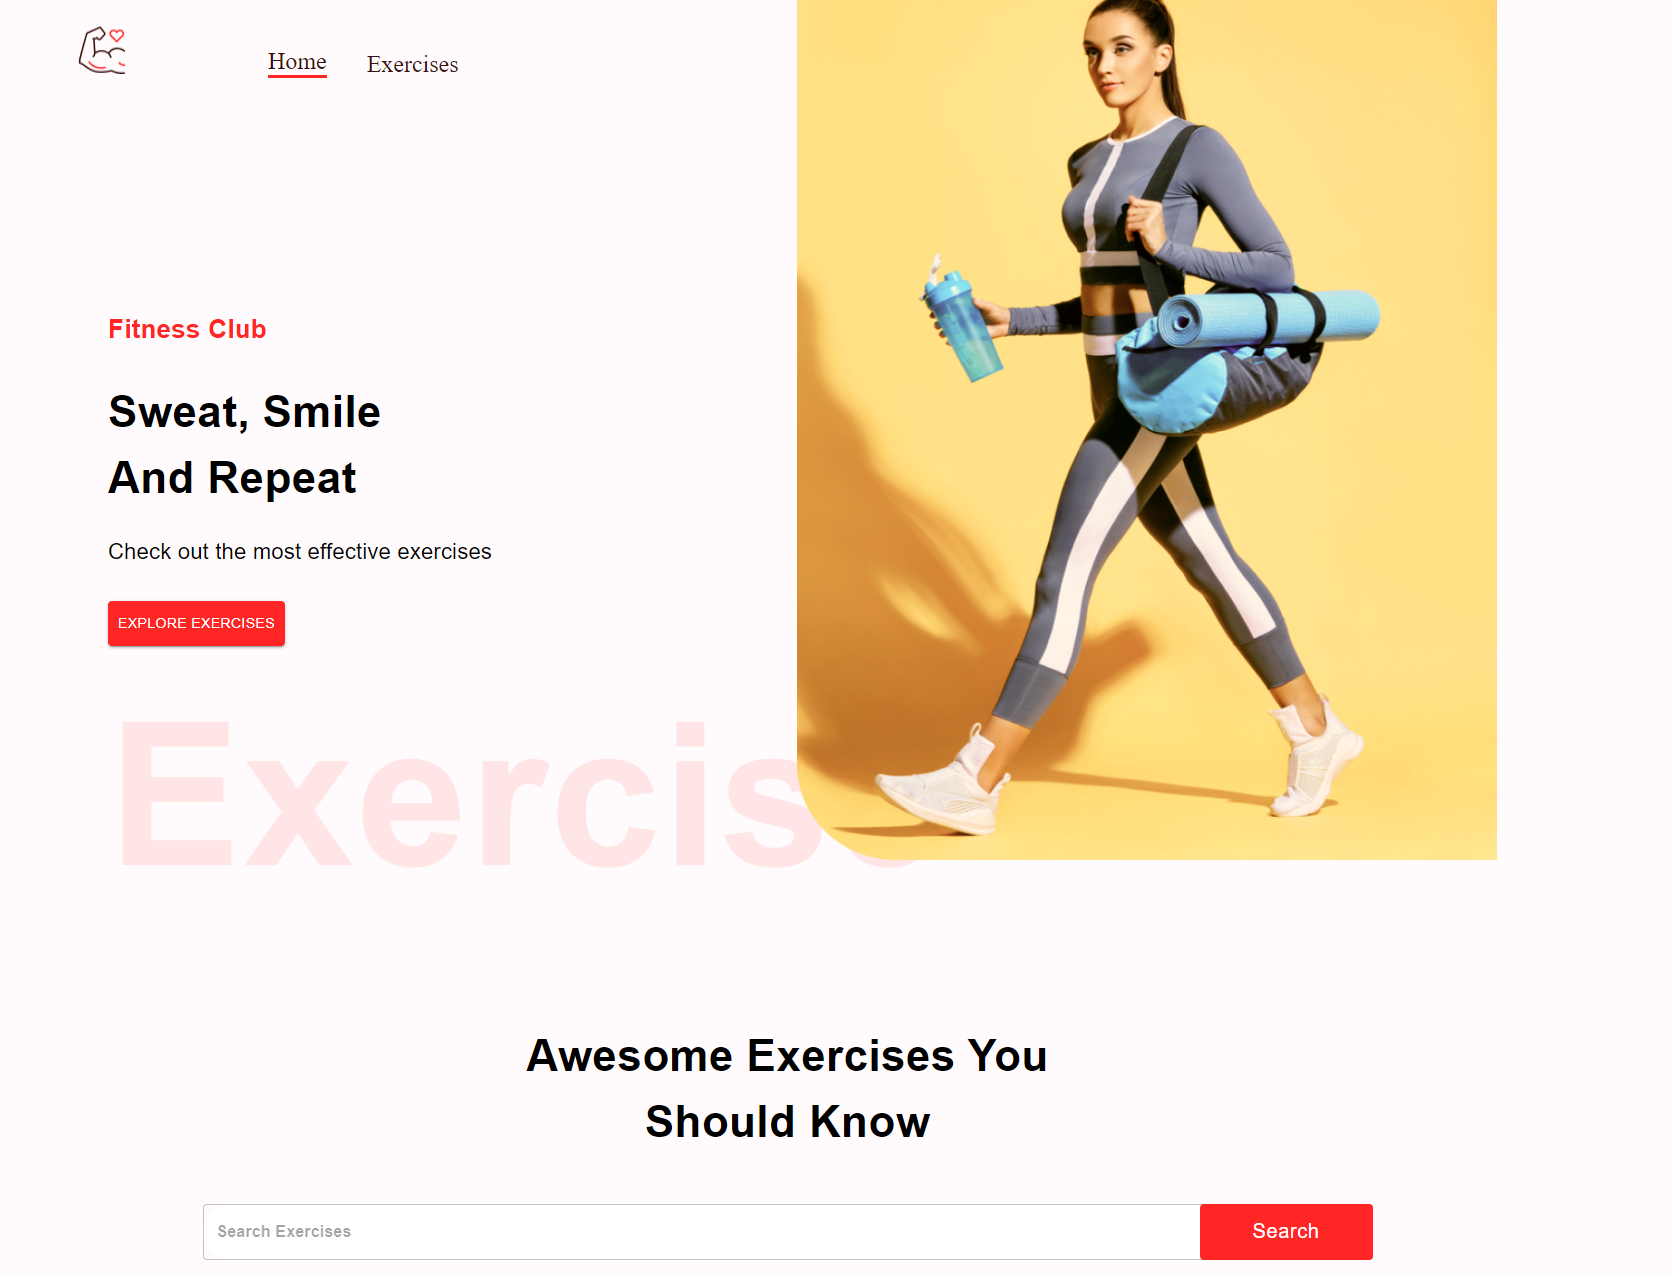 Home
Exercises
Fitness Club
Sweat, Smile
And Repeat
Check out the most effective exercises
EXPLORE EXERCISES
Exercise
Awesome Exercises You
Should Know
Search Exercises
Search